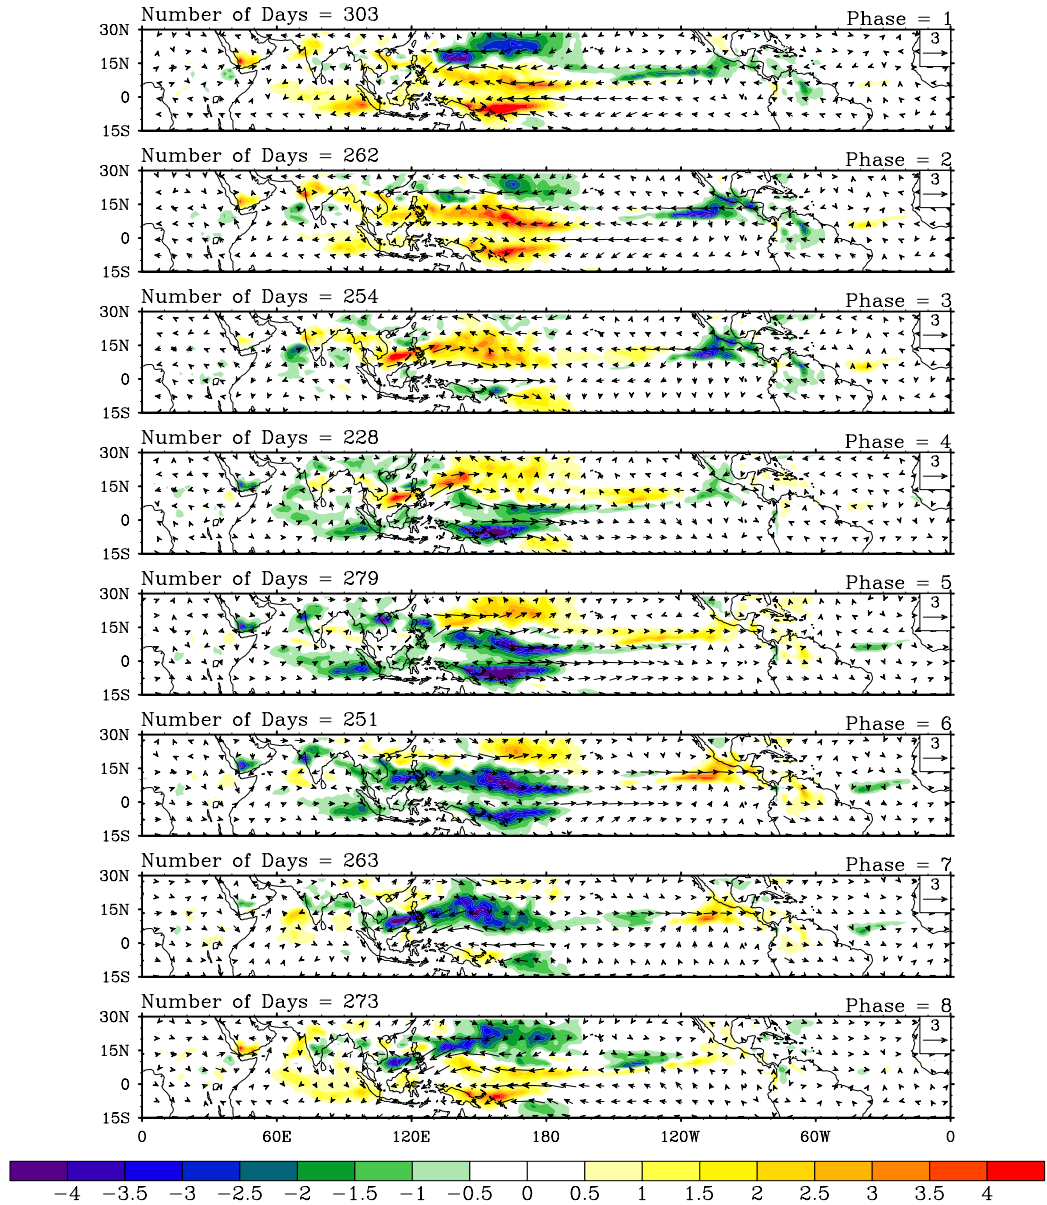 Number of Days = 303 Phase = 1
30N 3
15N
0
15S
Number of Days = 262 Phase = 2
30N 3
15N
0
15S
Number of Days = 254 Phase = 3
30N 3
15N
0
15S
Number of Days = 228 Phase = 4
30N 3
15N
0
15S
Number of Days = 279 Phase = 5
30N 3
15N
0
15S
Number of Days = 251 Phase = 6
30N 3
15N
0
15S
Number of Days = 263 Phase = 7
30N 3
15N
0
15S
Number of Days = 273 Phase = 8
30N 3
15N
0
15S
0 60E 120E 180 120W 60W 0
−4 −3.5 −3 −2.5 −2 −1.5 −1 −0.5 0 0.5 1 1.5 2 2.5 3 3.5 4